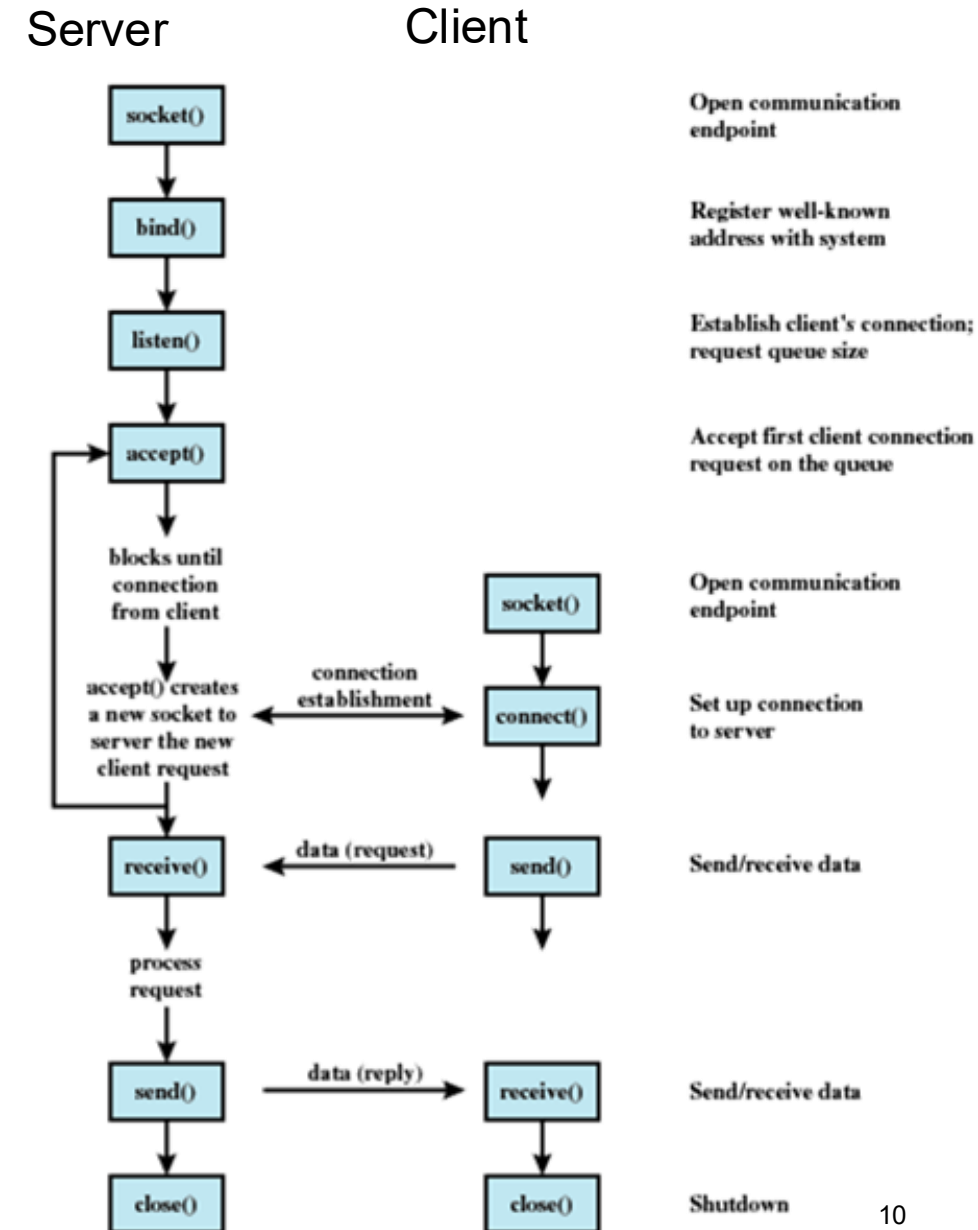 Server
Client
socket()
Open communication
endpoint
bind()
Register well-known
address with system
listen()
Establish client's connection;
request queue size
accept()
Accept first client connection
request on the queue
blocks until
connection
from client
socket()
Open communication
endpoint
accept() creates
a new socket to
server the new
client request
connection
establishment
connect()
Set up connection
to server
receive()
data (request)
send()
Send/receive data
process
request
send()
data (reply)
receive()
Send/receive data
close()
close()
Shutdown
10